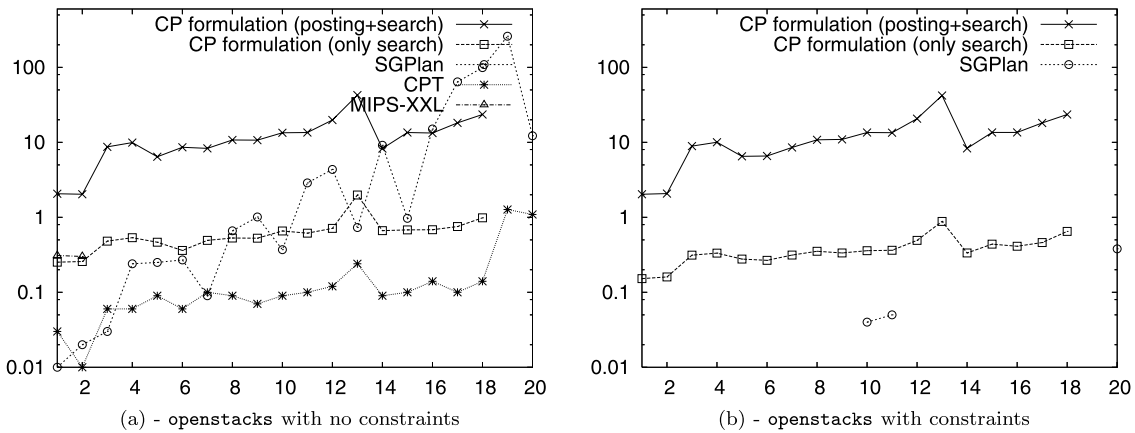 CP formulation (posting+search)
CP formulation (only search)
SGPlan
CPT
MIPS-XXL
100
10
1
0.1
0.01
2 4 6 8 10 12 14 16 18 20
(a) - openstacks with no constraints
CP formulation (posting+search)
CP formulation (only search)
SGPlan
100
10
1
0.1
0.01
2 4 6 8 10 12 14 16 18 20
(b) - openstacks with constraints